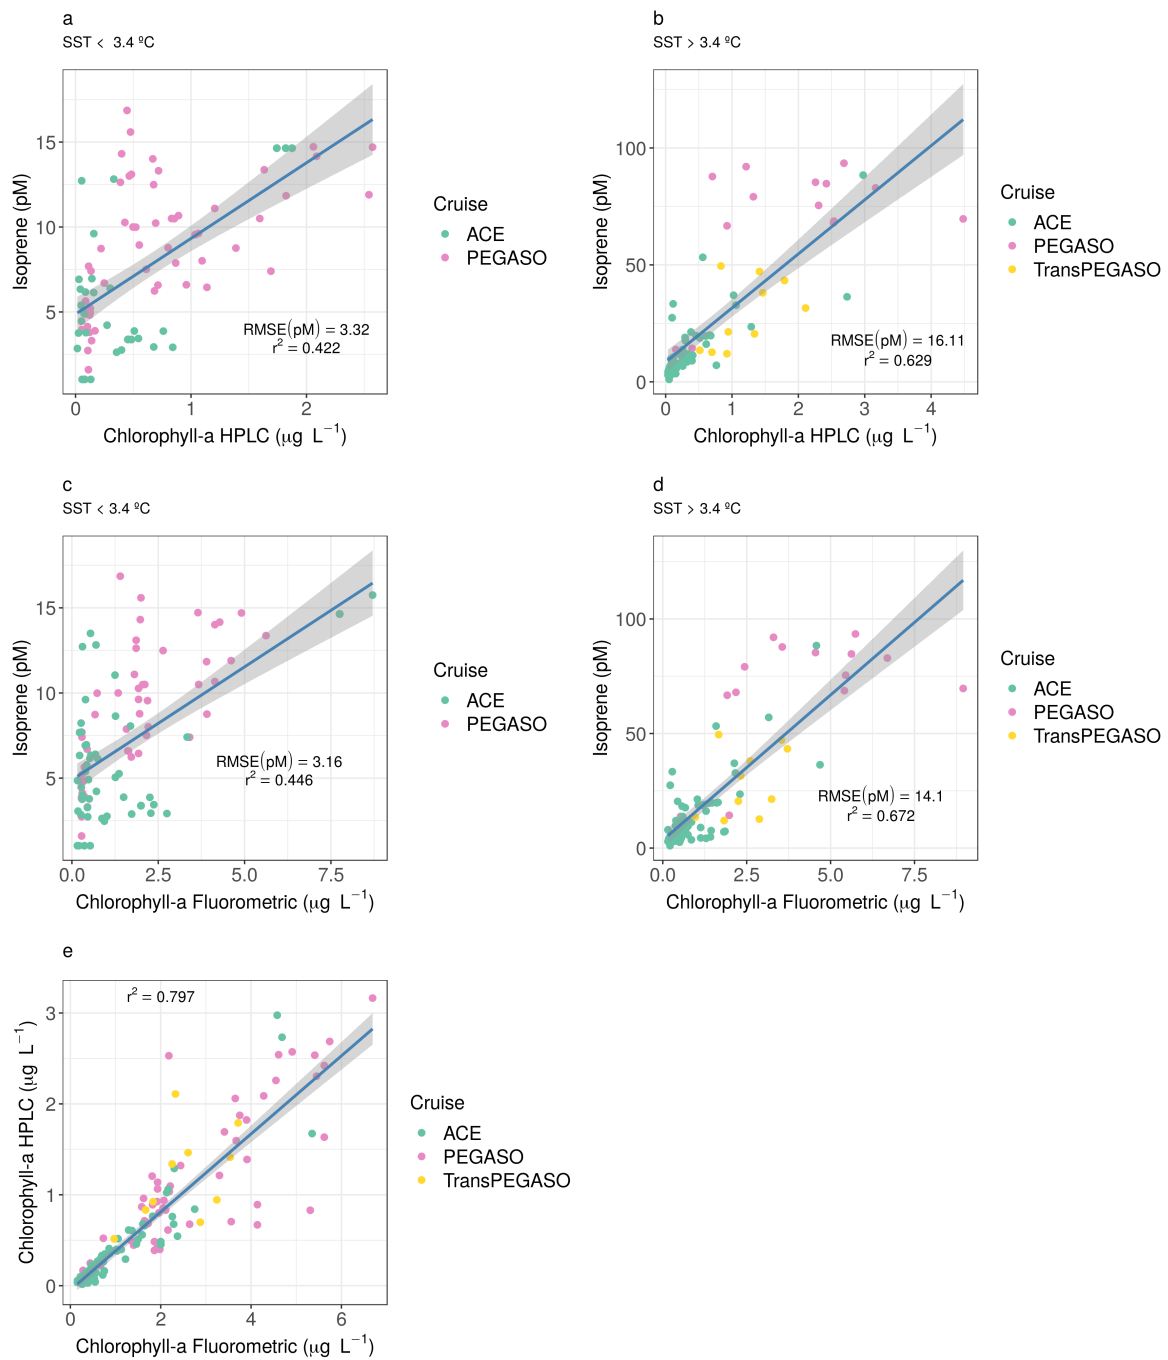 a
SST < 3.4 ºC
15
10
5
0
1
2
Isoprene (pM)
Chlorophyll-a HPLC (μg L⁻¹)
RMSE(pM) = 3.32
r² = 0.422
Cruise
ACE
PEGASO
b
SST > 3.4 ºC
100
50
0
0
1
2
3
4
Isoprene (pM)
Chlorophyll-a HPLC (μg L⁻¹)
RMSE(pM) = 16.11
r² = 0.629
Cruise
ACE
PEGASO
TransPEGASO
c
SST < 3.4 ºC
15
10
5
0.0
2.5
5.0
7.5
Isoprene (pM)
Chlorophyll-a Fluorometric (μg L⁻¹)
RMSE(pM) = 3.16
r² = 0.446
Cruise
ACE
PEGASO
d
SST > 3.4 ºC
100
50
0
0.0
2.5
5.0
7.5
Isoprene (pM)
Chlorophyll-a Fluorometric (μg L⁻¹)
RMSE(pM) = 14.1
r² = 0.672
Cruise
ACE
PEGASO
TransPEGASO
e
r² = 0.797
3
2
1
0
0
2
4
6
Chlorophyll-a HPLC (μg L⁻¹)
Chlorophyll-a Fluorometric (μg L⁻¹)
Cruise
ACE
PEGASO
TransPEGASO